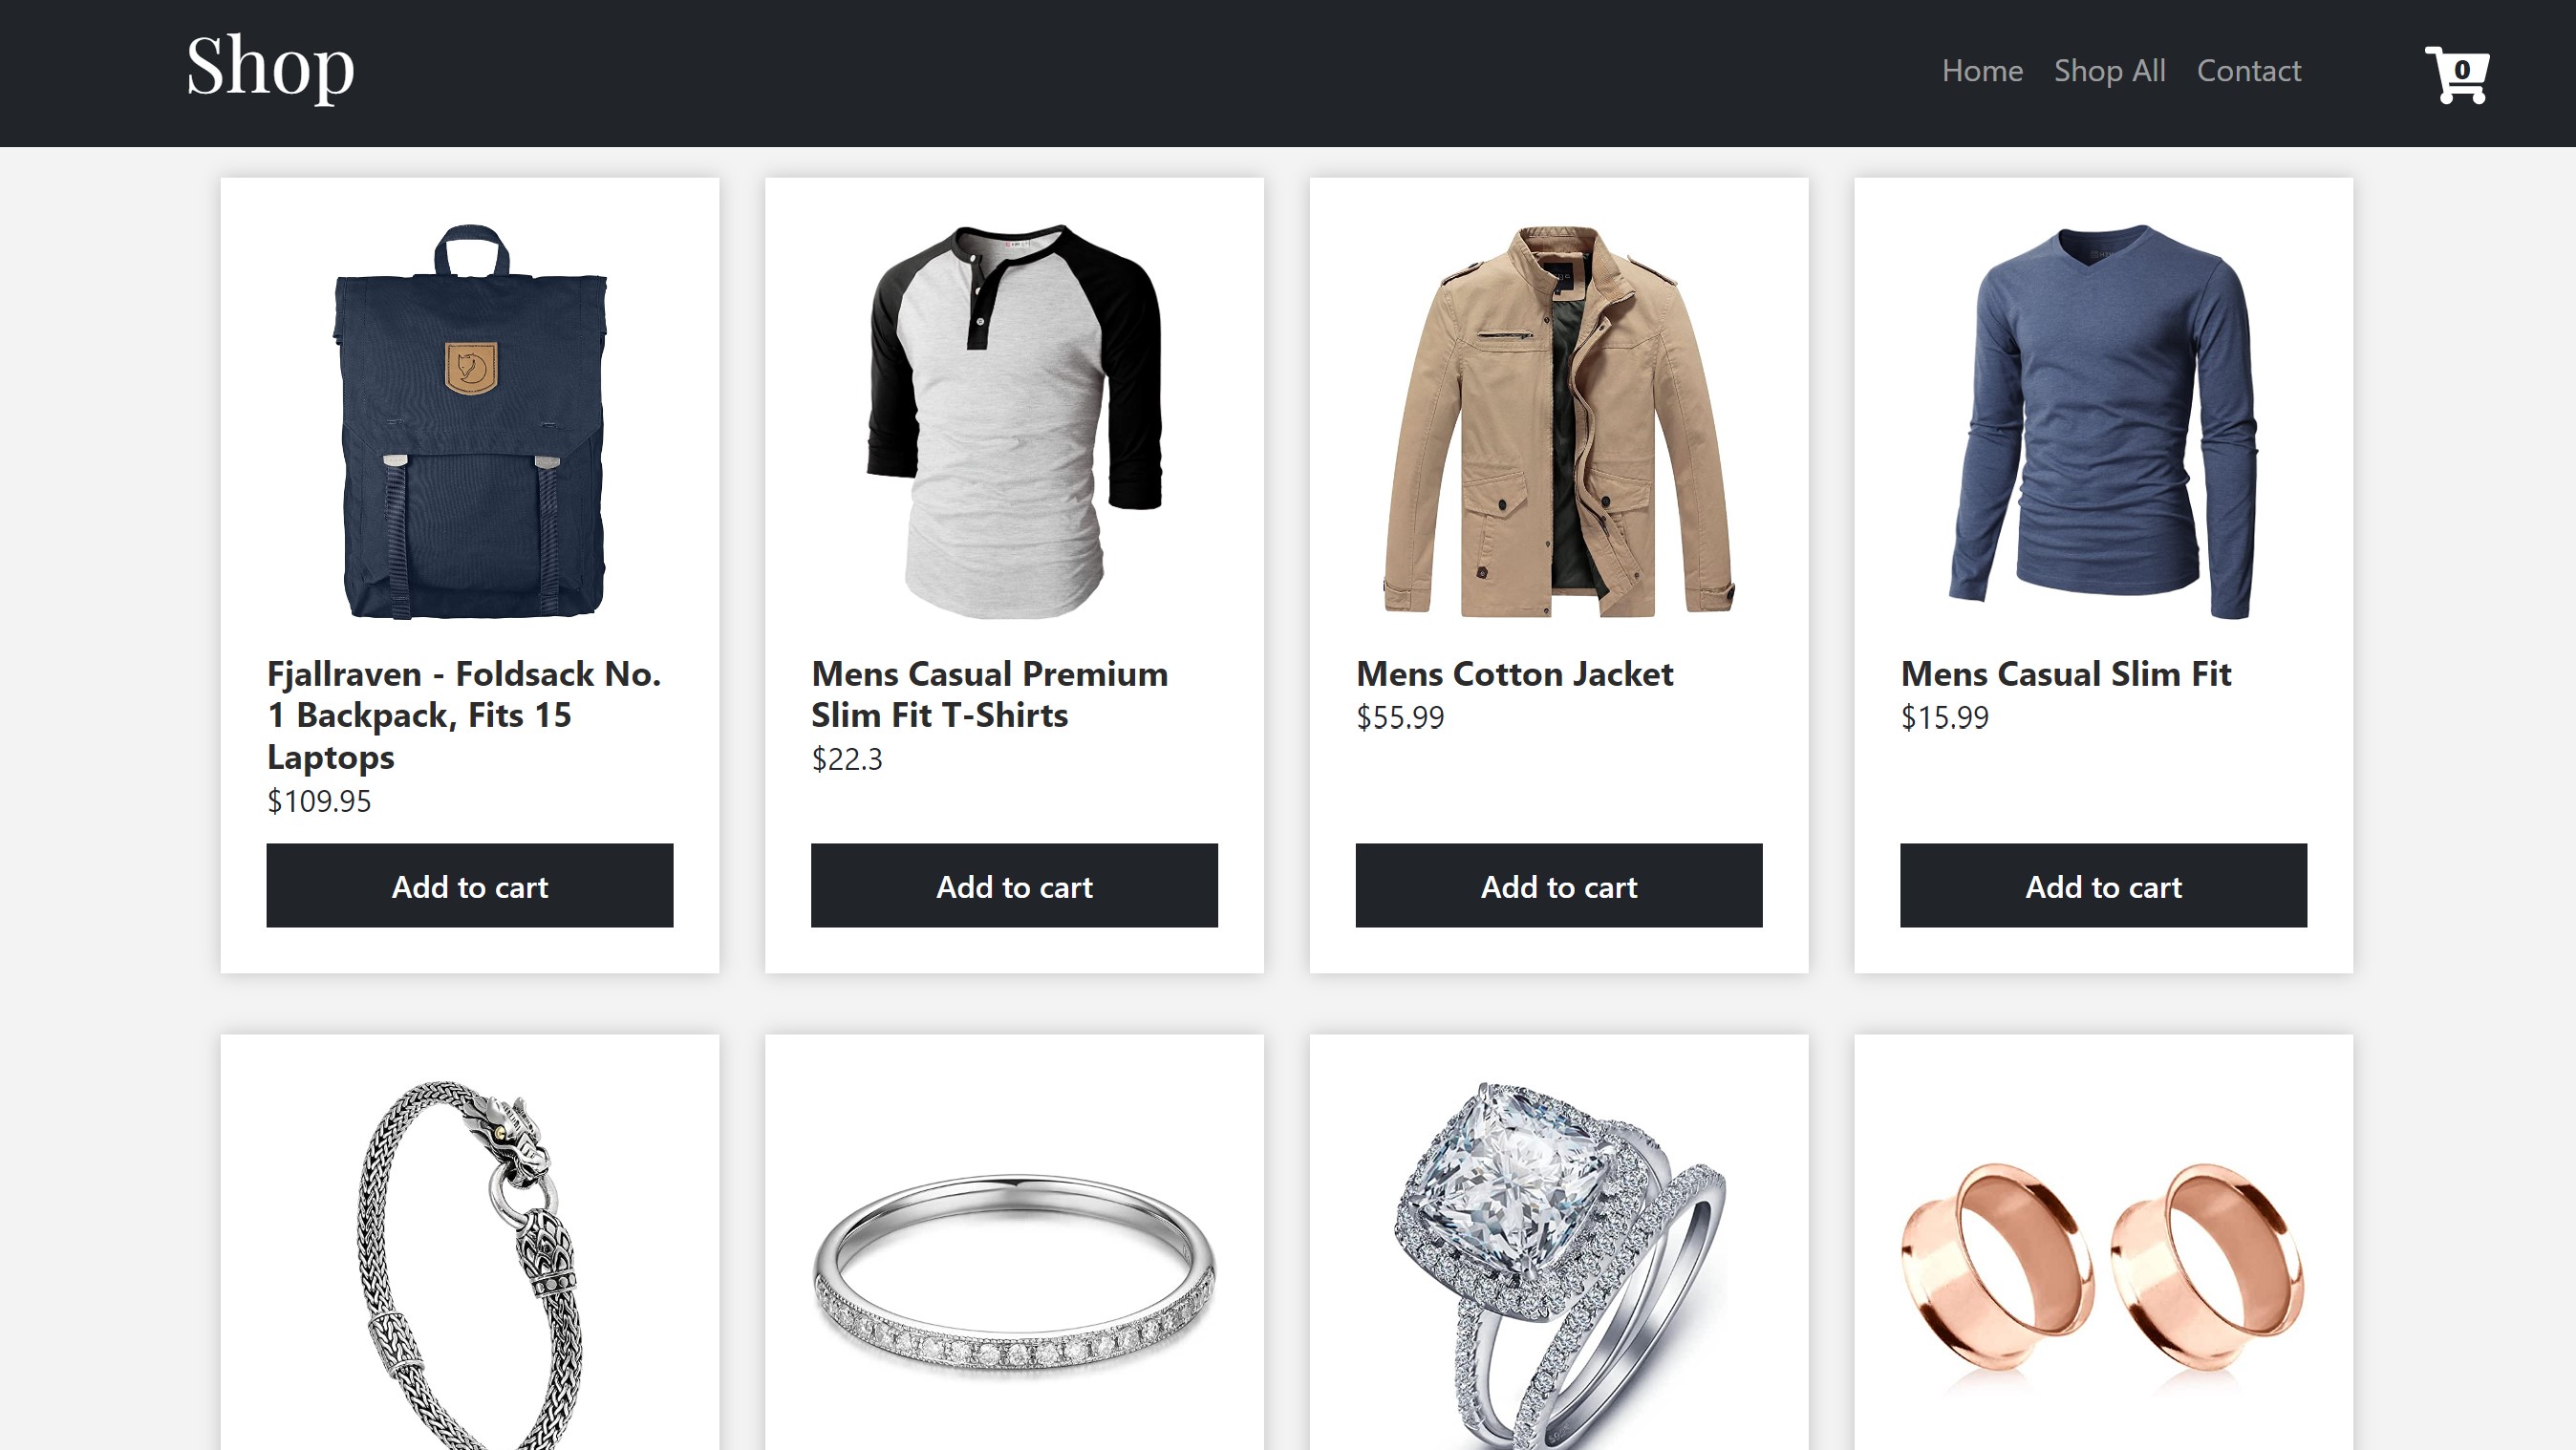 Shop
Home Shop All Contact
0
Fjallraven - Foldsack No.
1 Backpack, Fits 15
Laptops
$109.95
Add to cart
Mens Casual Premium
Slim Fit T-Shirts
$22.3
Add to cart
Mens Cotton Jacket
$55.99
Add to cart
Mens Casual Slim Fit
$15.99
Add to cart